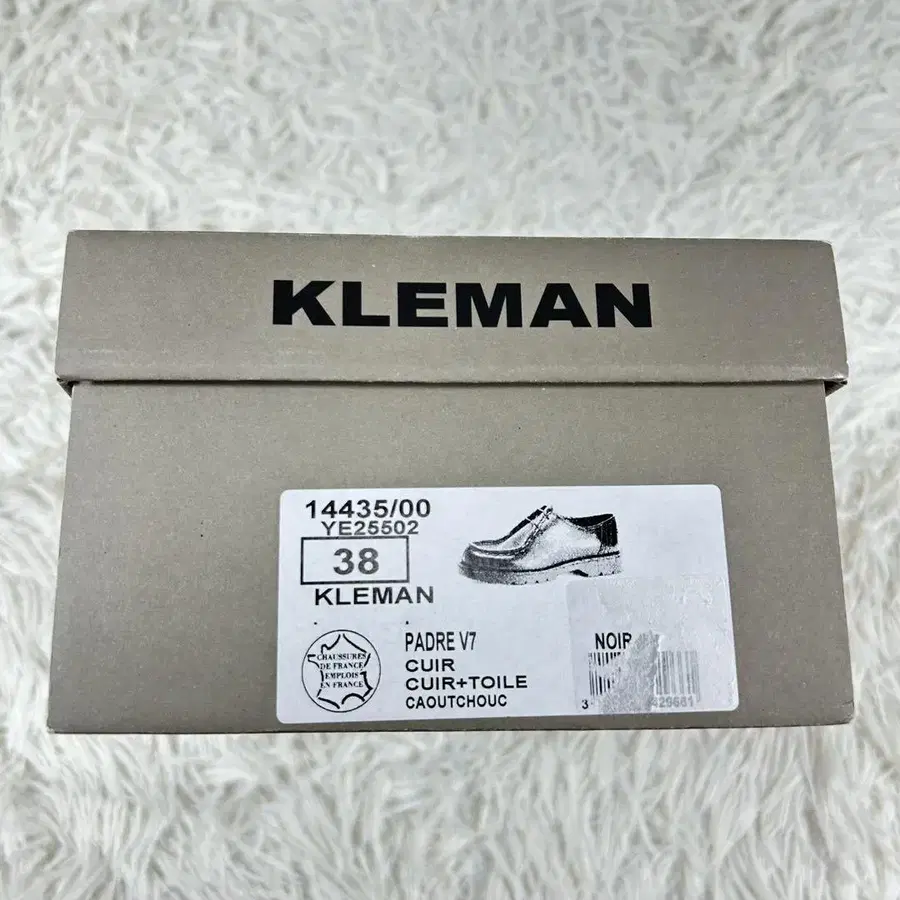 KLEMAN
14435/00
YE25502
38
KLEMAN
CHAUSSURES
DE FRANCE
EMPLOIS
EN FRANCE
PADRE V7
CUIR
CUIR+TOILE
CAOUTCHOUC
NOIR
3